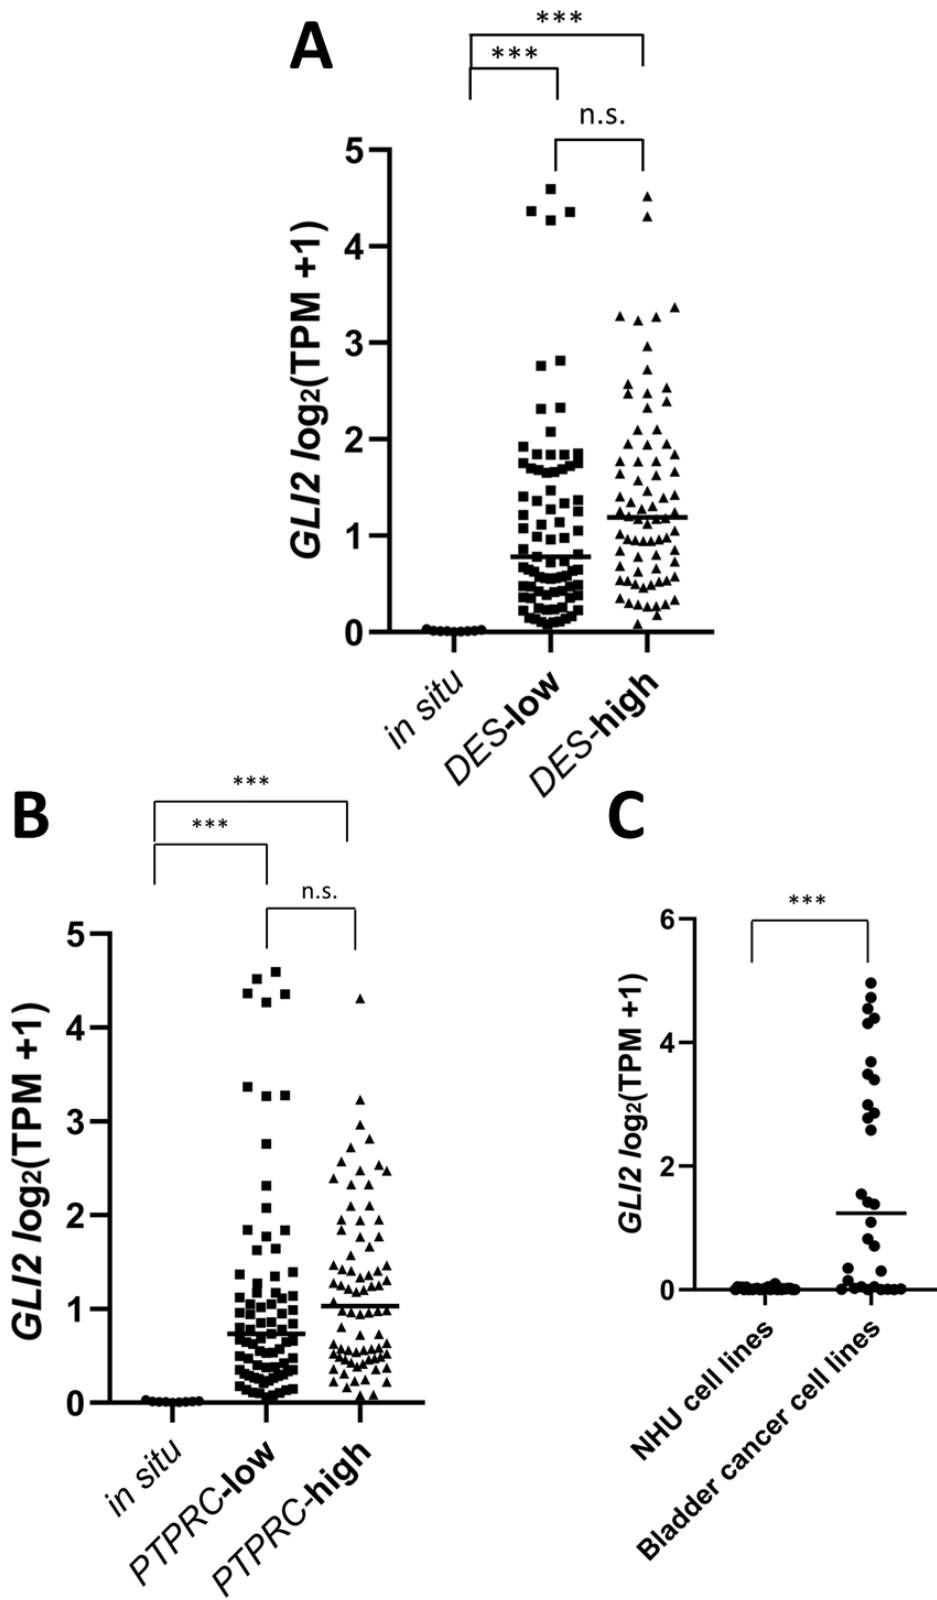 A
***
***
n.s.
GLI2 log2(TPM +1)
5
4
3
2
1
0
in situ
DES-low
DES-high
B
***
***
n.s.
GLI2 log2(TPM +1)
5
4
3
2
1
0
in situ
PTPRC-low
PTPRC-high
C
***
GLI2 log2(TPM +1)
6
4
2
0
NHU cell lines
Bladder cancer cell lines